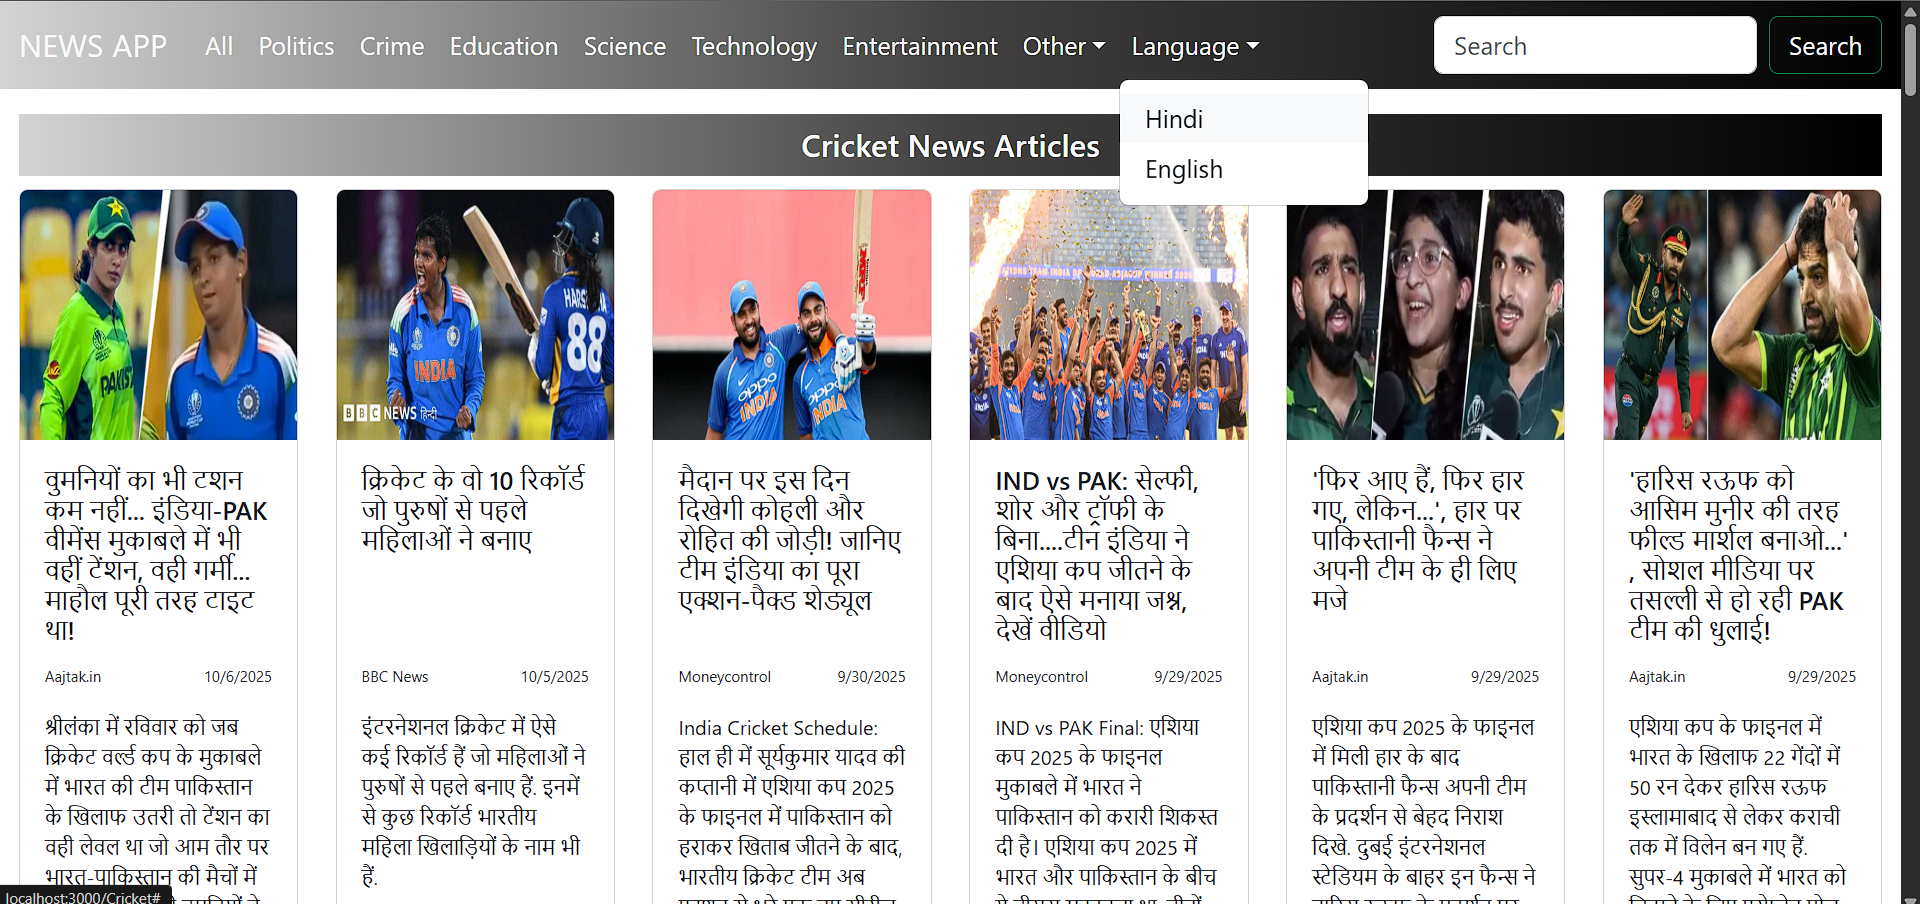 NEWS APP All Politics Crime Education Science Technology Entertainment Other Language Search Search
Hindi
English
Cricket News Articles
PAKIS
INDIA
88
BBC NEWS हिन्दी
oppo
INDIA
oppo
INDIA
वुमनियों का भी टशन
कम नहीं... इंडिया-PAK
वीमेंस मुकाबले में भी
वहीं टेंशन, वही गर्मी...
माहौल पूरी तरह टाइट
था!
Aajtak.in 10/6/2025
श्रीलंका में रविवार को जब
क्रिकेट वर्ल्ड कप के मुकाबले
में भारत की टीम पाकिस्तान
के खिलाफ उतरी तो टेंशन का
वही लेवल था जो आम तौर पर
भारत-पाकिस्तान की मैचों में
क्रिकेट के वो 10 रिकॉर्ड
जो पुरुषों से पहले
महिलाओं ने बनाए
BBC News 10/5/2025
इंटरनेशनल क्रिकेट में ऐसे
कई रिकॉर्ड हैं जो महिलाओं ने
पुरुषों से पहले बनाए हैं. इनमें
से कुछ रिकॉर्ड भारतीय
महिला खिलाड़ियों के नाम भी
हैं.
मैदान पर इस दिन
दिखेगी कोहली और
रोहित की जोड़ी! जानिए
टीम इंडिया का पूरा
एक्शन-पैक्ड शेड्यूल
Moneycontrol 9/30/2025
India Cricket Schedule:
हाल ही में सूर्यकुमार यादव की
कप्तानी में एशिया कप 2025
के फाइनल में पाकिस्तान को
हराकर खिताब जीतने के बाद,
भारतीय क्रिकेट टीम अब
IND vs PAK: सेल्फी,
शोर और ट्रॉफी के
बिना....टीन इंडिया ने
एशिया कप जीतने के
बाद ऐसे मनाया जश्न,
देखें वीडियो
Moneycontrol 9/29/2025
IND vs PAK Final: एशिया
कप 2025 के फाइनल
मुकाबले में भारत ने
पाकिस्तान को करारी शिकस्त
दी है। एशिया कप 2025 में
भारत और पाकिस्तान के बीच
'फिर आए हैं, फिर हार
गए, लेकिन...', हार पर
पाकिस्तानी फैन्स ने
अपनी टीम के ही लिए
मजे
Aajtak.in 9/29/2025
एशिया कप 2025 के फाइनल
में मिली हार के बाद
पाकिस्तानी फैन्स अपनी टीम
के प्रदर्शन से बेहद निराश
दिखे. दुबई इंटरनेशनल
स्टेडियम के बाहर इन फैन्स ने
'हारिस रऊफ को
आसिम मुनीर की तरह
फील्ड मार्शल बनाओ...'
, सोशल मीडिया पर
तसल्ली से हो रही PAK
टीम की धुलाई!
Aajtak.in 9/29/2025
एशिया कप के फाइनल में
भारत के खिलाफ 22 गेंदों में
50 रन देकर हारिस रऊफ
इस्लामाबाद से लेकर कराची
तक में विलेन बन गए हैं.
सुपर-4 मुकाबले में भारत को
localhost:3000/Cricket#